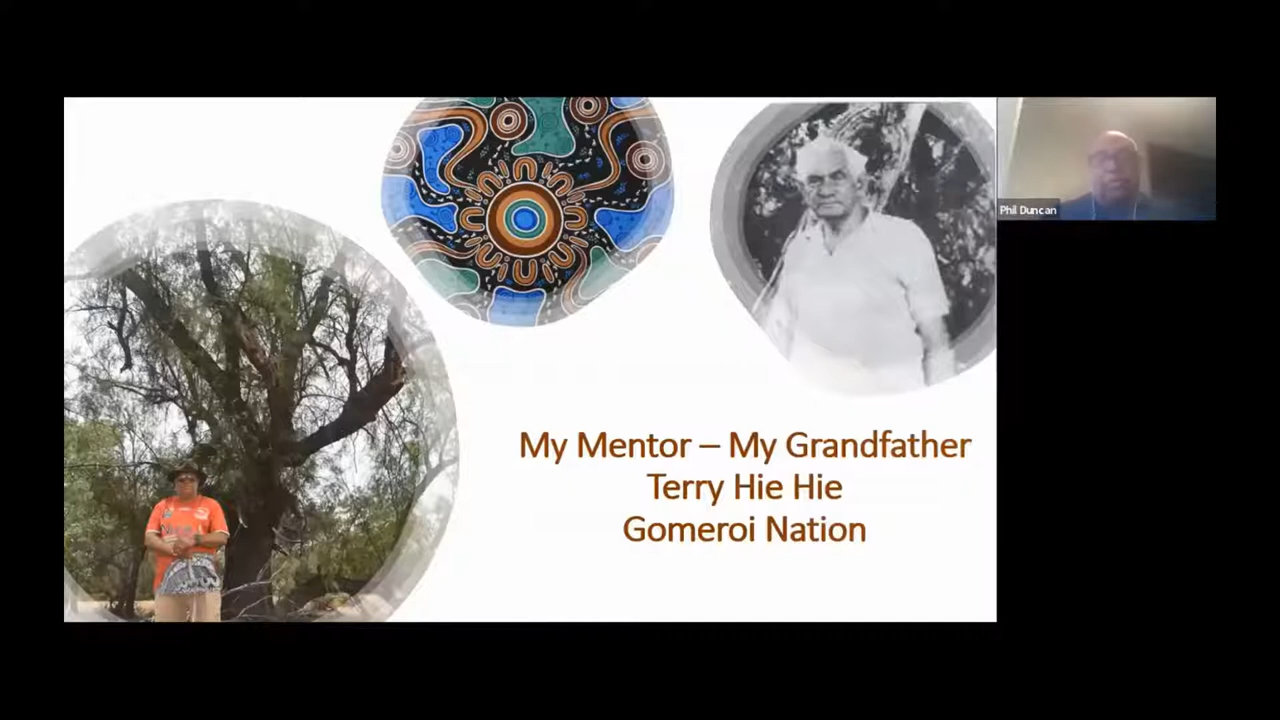 My Mentor – My Grandfather
Terry Hie Hie
Gomeroi Nation
Phil Duncan